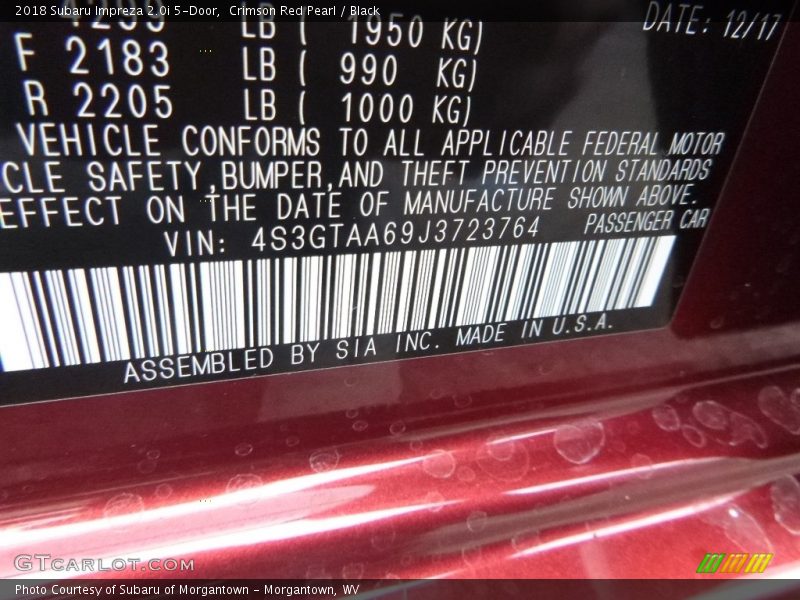 2018 Subaru Impreza 2.0i 5-Door, Crimson Red Pearl / Black
DATE: 12/17
LB ( 1950 KG)
F 2183 LB ( 990 KG)
R 2205 LB ( 1000 KG)
VEHICLE CONFORMS TO ALL APPLICABLE FEDERAL MOTOR
CLE SAFETY,BUMPER,AND THEFT PREVENTION STANDARDS
EFFECT ON THE DATE OF MANUFACTURE SHOWN ABOVE.
VIN: 4S3GTAA69J3723764 PASSENGER CAR
ASSEMBLED BY SIA INC. MADE IN U.S.A.
GTCARLOT.COM
Photo Courtesy of Subaru of Morgantown - Morgantown, WV